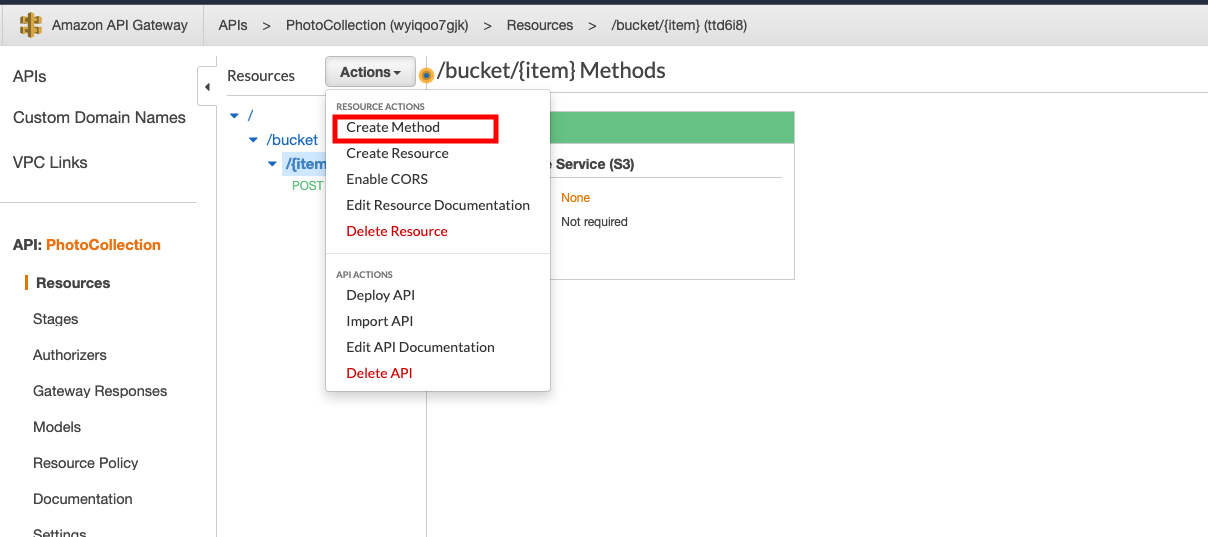 Amazon API Gateway APIs > PhotoCollection (wyiqoo7gjk) > Resources > /bucket/{item} (ttd6i8)
APIs
Custom Domain Names
VPC Links
API: PhotoCollection
Resources
Stages
Authorizers
Gateway Responses
Models
Resource Policy
Documentation
Settings
Resources
Actions
/
/bucket
/{item
POST
RESOURCE ACTIONS
Create Method
Create Resource
Enable CORS
Edit Resource Documentation
Delete Resource
API ACTIONS
Deploy API
Import API
Edit API Documentation
Delete API
/bucket/{item} Methods
e Service (S3)
None
Not required